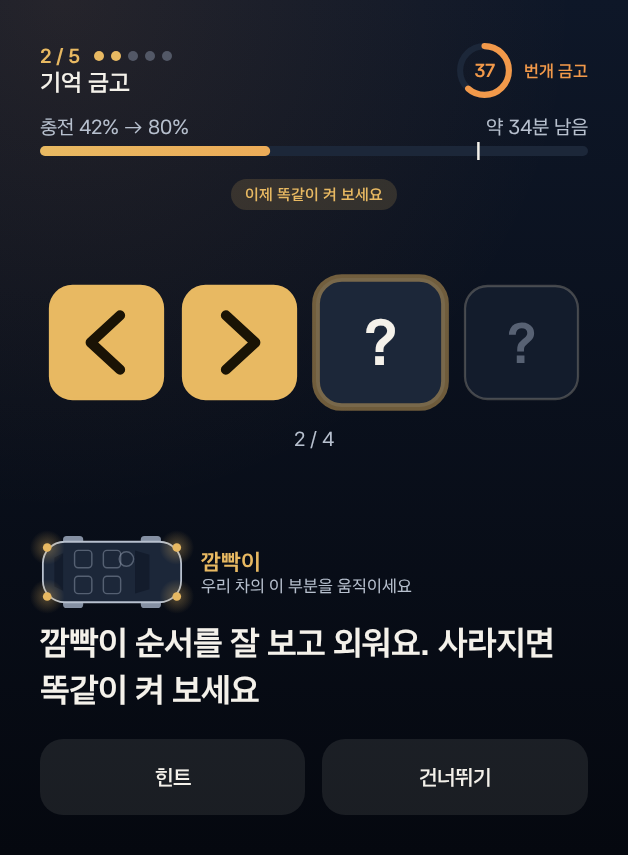 2 / 5
기억 금고
37
번개 금고
충전 42% → 80%
약 34분 남음
이제 똑같이 켜 보세요
?
?
2 / 4
깜빡이
우리 차의 이 부분을 움직이세요
깜빡이 순서를 잘 보고 외워요. 사라지면
똑같이 켜 보세요
힌트
건너뛰기